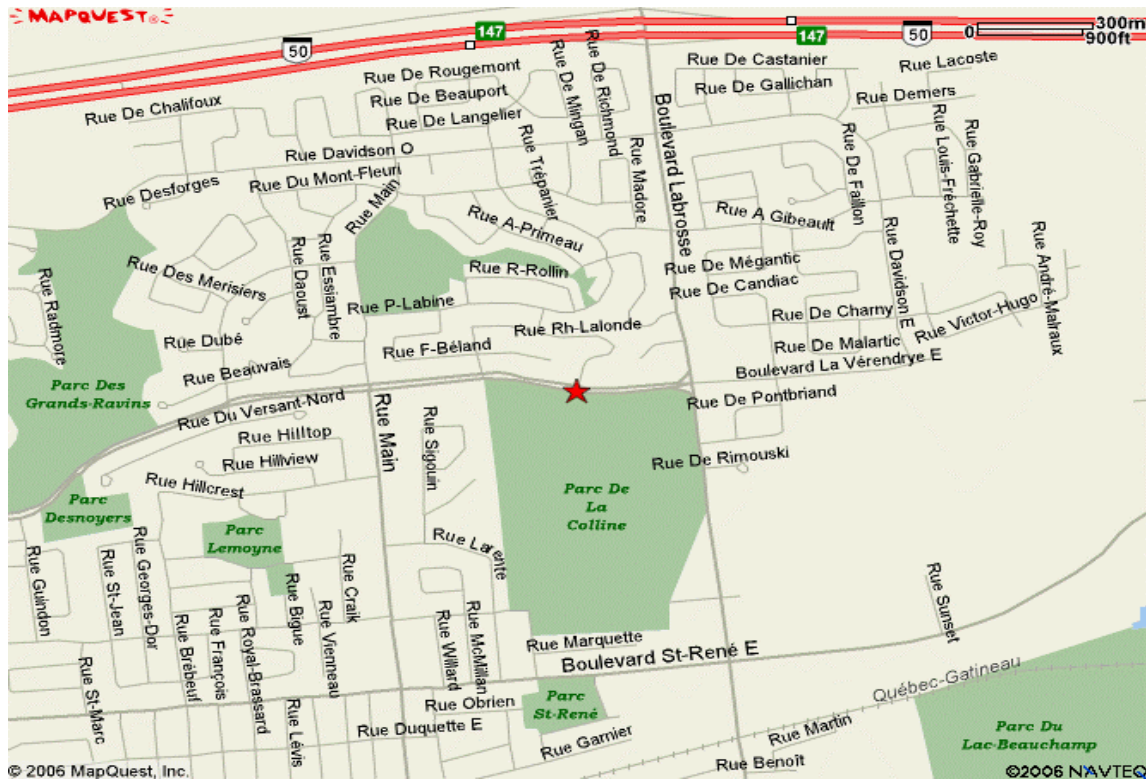 MAPQUEST®
147
50
147
50
0
300m
900ft
Rue De Rougemont
Rue De Beauport
Rue De Langelier
Rue De Chalifoux
Rue De Mingan
Rue De Richmond
Rue De Castanier
Rue De Gallichan
Rue Lacoste
Rue Demers
Boulevard Labrosse
Rue Davidson O
Rue Du Mont-Fleuri
Rue Desforges
Rue Main
Rue Trépanier
Rue Madore
Rue De Faillon
Rue Louis-Fréchette
Rue Gabrielle-Roy
Rue A-Primeau
Rue A Gibeault
Rue Des Merisiers
Rue Daoust
Rue Essiambre
Rue R-Rollin
Rue De Mégantic
Rue De Candiac
Rue Davidson E
Rue André-Malraux
Rue Radmore
Rue P-Labine
Rue Rh-Lalonde
Rue De Charny
Rue Victor-Hugo
Rue Dubé
Rue F-Béland
Rue De Malartic
Rue Beauvais
Boulevard La Vérendrye E
Parc Des
Grands-Ravins
Rue Du Versant-Nord
Rue De Pontbriand
Rue Hilltop
Rue Main
Rue Sigouin
Rue Hillview
Rue De Rimouski
Rue Hillcrest
Parc
Desnoyers
Parc De
La
Colline
Parc
Lemoyne
Rue Larente
Rue Guindon
Rue St-Jean
Rue Georges-Dor
Rue Craik
Rue Bigue
Rue Sunset
Rue Brébeuf
Rue François
Rue Royal-Brassard
Rue Vienneau
Rue Willard
Rue McMillan
Rue Marquette
Boulevard St-René E
Rue St-Marc
Rue Lévis
Rue Obrien
Parc
St-René
Québec-Gatineau
Rue Duquette E
Rue Garnier
Rue Martin
Parc Du
Lac-Beauchamp
Rue Benoît
© 2006 MapQuest, Inc.
©2006 NAVTEQ